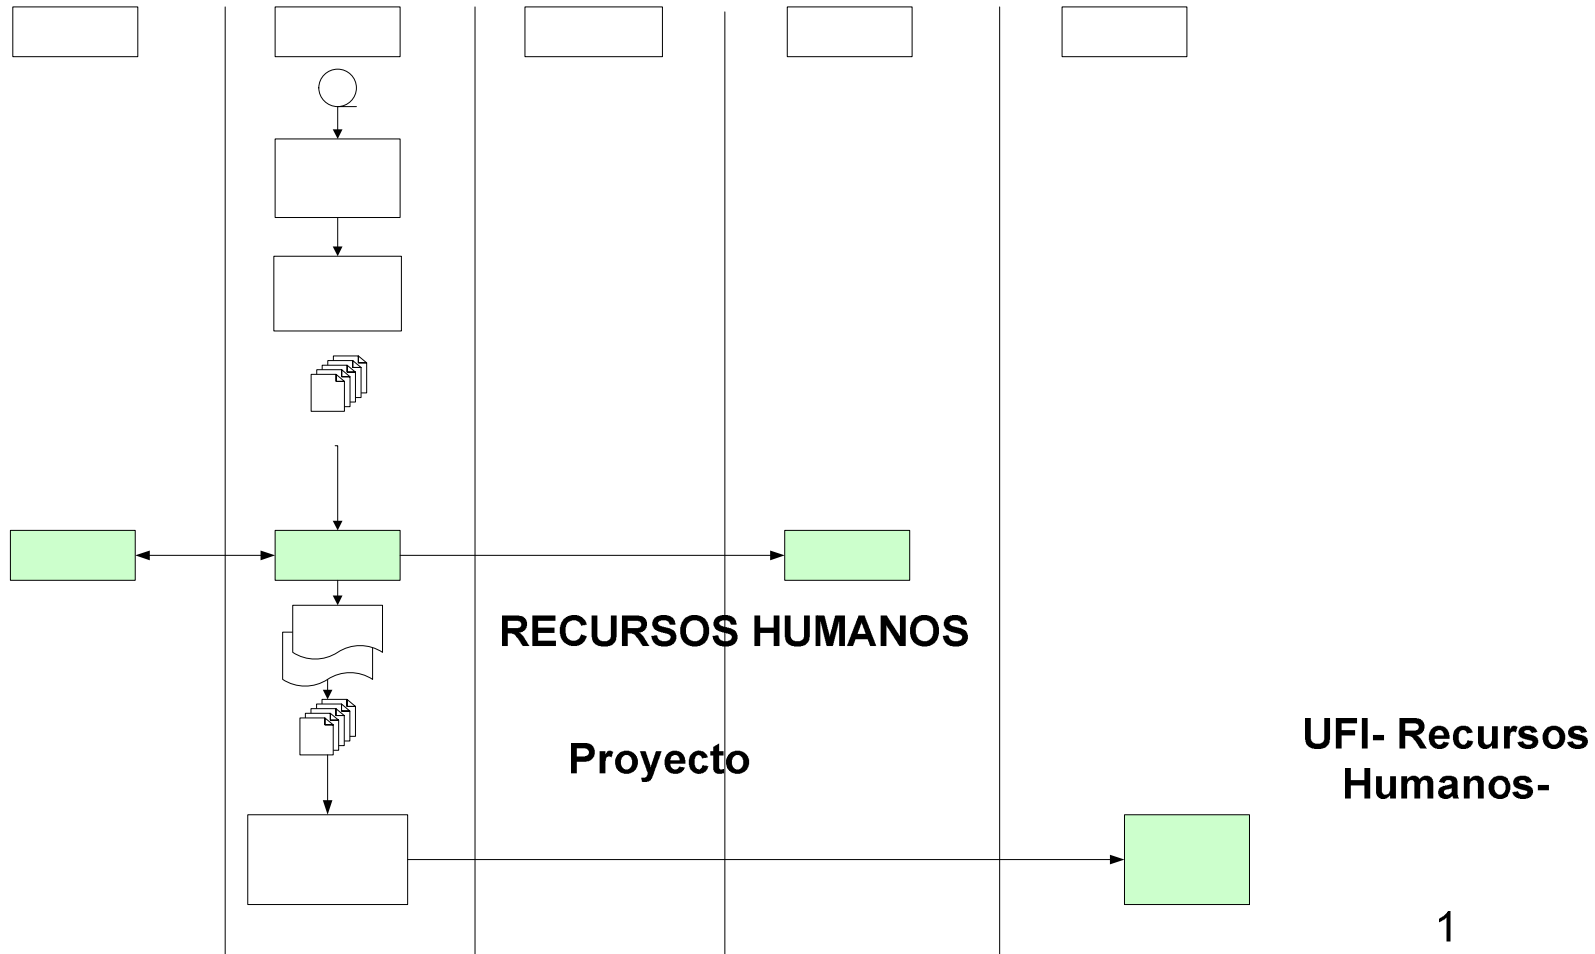 RECURSOS HUMANOS
Proyecto
UFI- Recursos
Humanos-
1